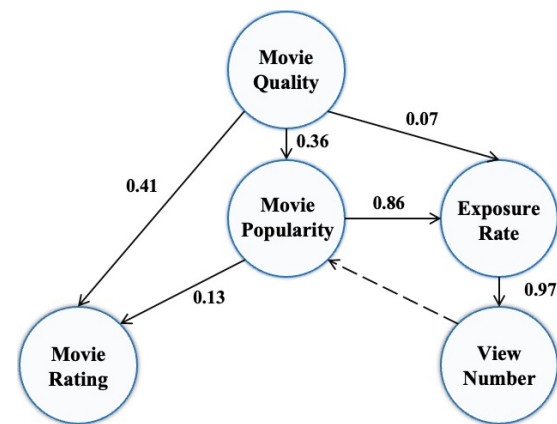 Movie
Quality
0.07
0.36
0.41
Movie
Popularity
0.86
Exposure
Rate
0.13
0.97
Movie
Rating
View
Number